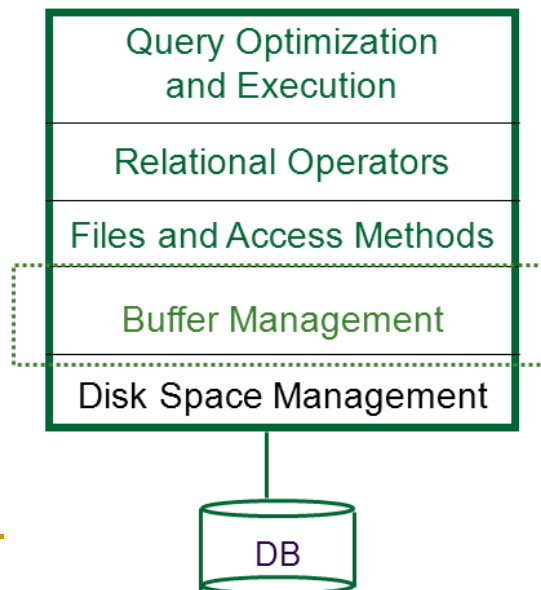 Query Optimization
and Execution
Relational Operators
Files and Access Methods
Buffer Management
Disk Space Management
DB